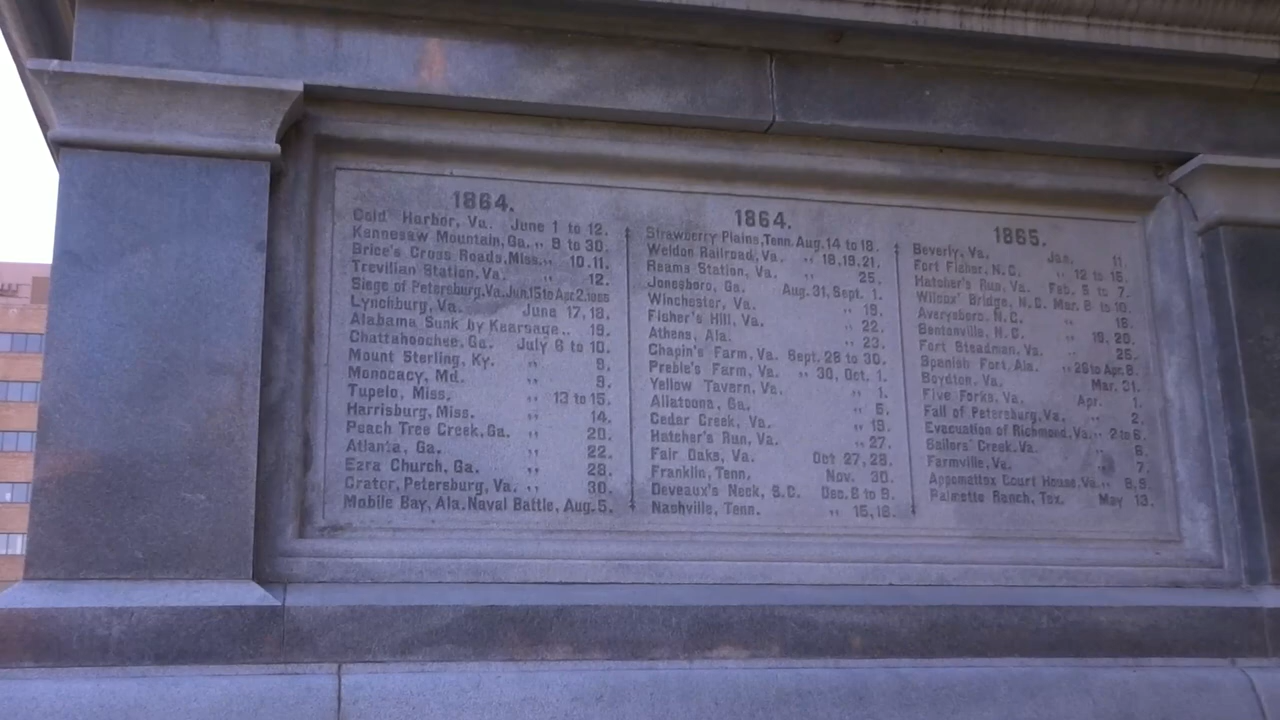 1864.
Cold Harbor, Va. June 1 to 12.
Kennesaw Mountain, Ga. ,, 9 to 30.
Brice's Cross Roads, Miss. ,, 10. 11.
Trevilian Station, Va. ,, 12.
Siege of Petersburg, Va. Jun. 15 to Apr. 2. 1865
Lynchburg, Va. June 17, 18.
Alabama Sunk by Kearsage ,, 19.
Chattahoochee, Ga. July 6 to 10.
Mount Sterling, Ky. ,, 9.
Monocacy, Md. ,, 9.
Tupelo, Miss. ,, 13 to 15.
Harrisburg, Miss. ,, 14.
Peach Tree Creek, Ga. ,, 20.
Atlanta, Ga. ,, 22.
Ezra Church, Ga. ,, 28.
Crater, Petersburg, Va. ,, 30.
Mobile Bay, Ala. Naval Battle, Aug. 5.
1864.
Strawberry Plains, Tenn. Aug. 14 to 18.
Weldon Railroad, Va. ,, 18, 19, 21.
Reams Station, Va. ,, 25.
Jonesboro, Ga. Aug. 31, Sept. 1.
Winchester, Va. ,, 19.
Fisher's Hill, Va. ,, 22.
Athens, Ala. ,, 23.
Chapin's Farm, Va. Sept. 28 to 30.
Preble's Farm, Va. ,, 30, Oct. 1.
Yellow Tavern, Va. ,, 1.
Allatoona, Ga. ,, 5.
Cedar Creek, Va. ,, 19.
Hatcher's Run, Va. ,, 27.
Fair Oaks, Va. Oct 27, 28.
Franklin, Tenn. Nov. 30.
Deveaux's Neck, S. C. Dec. 6 to 9.
Nashville, Tenn. ,, 15, 16.
1865.
Beverly, Va. Jan. 11.
Fort Fisher, N. C. ,, 12 to 15.
Hatcher's Run, Va. Feb. 5 to 7.
Wilcox' Bridge, N. C. Mar. 8 to 10.
Averysboro, N. C. ,, 16.
Bentonville, N. C. ,, 19, 20.
Fort Steadman, Va. ,, 25.
Spanish Fort, Ala. ,, 26 to Apr. 8.
Boydton, Va. Mar. 31.
Five Forks, Va. Apr. 1.
Fall of Petersburg, Va. ,, 2.
Evacuation of Richmond, Va. ,, 2 to 6.
Sailors' Creek, Va. ,, 6.
Farmville, Va. ,, 7.
Appomattox Court House, Va. ,, 8, 9.
Palmetto Ranch, Tex. May 13.